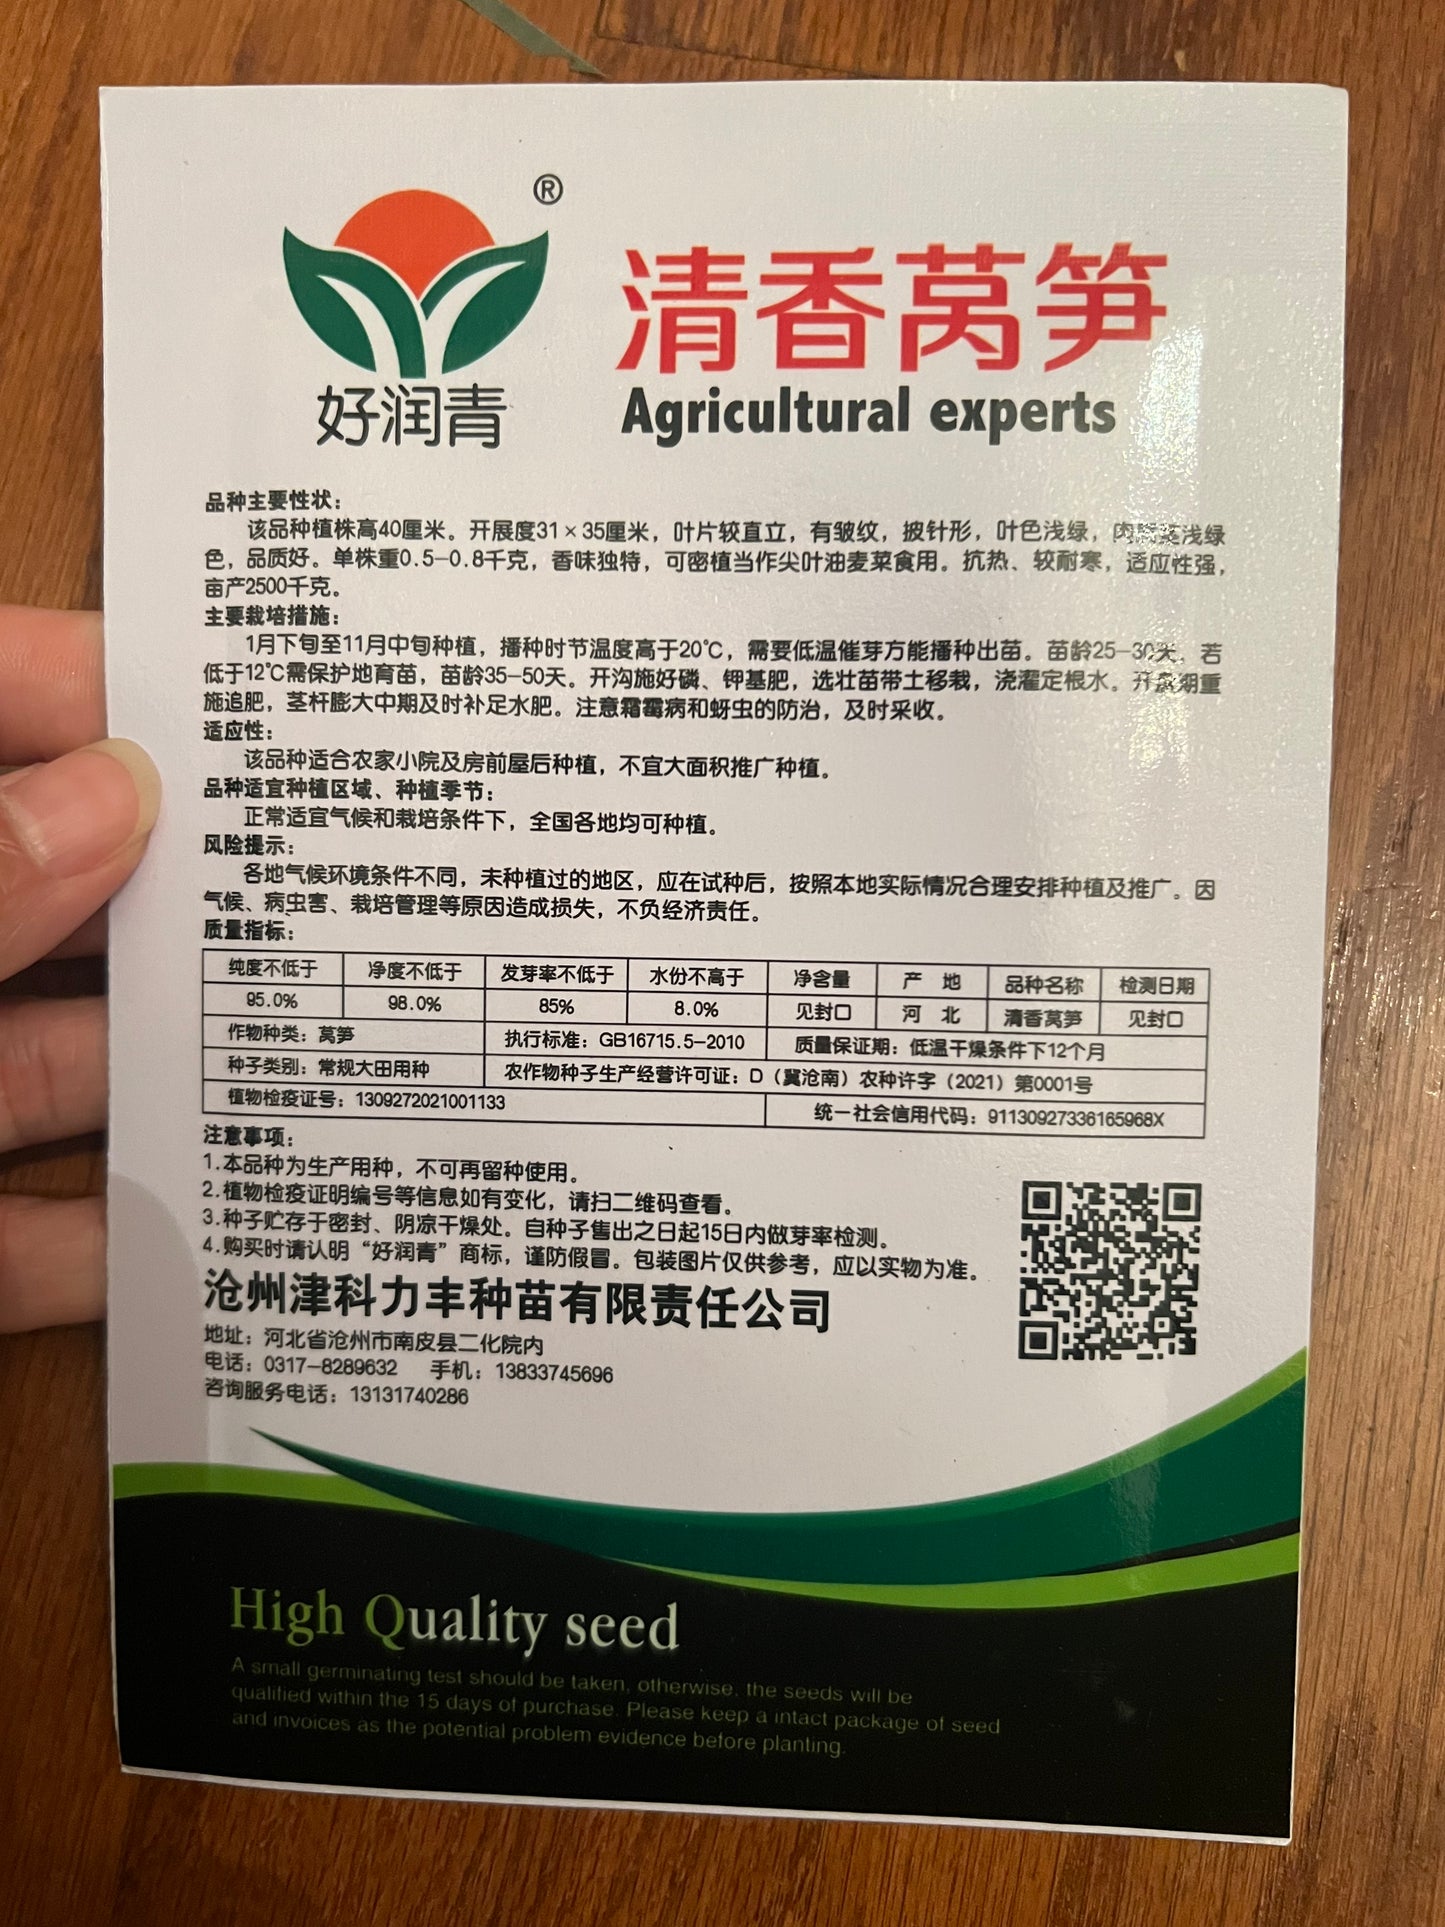 ®
清香莴笋
好润青
Agricultural experts
品种主要性状：
该品种植株高40厘米。开展度31×35厘米，叶片较直立，有皱纹，披针形，叶色浅绿，肉浅绿
色，品质好。单株重0.5-0.8千克，香味独特，可密植当作尖叶油麦菜食用。抗热、较耐寒，适应性强，
亩产2500千克。
主要栽培措施：
1月下旬至11月中旬种植，播种时节温度高于20℃，需要低温催芽方能播种出苗。苗龄25-30天，若
低于12℃需保护地育苗，苗龄35-50天。开沟施好磷、钾基肥，选壮苗带土移栽，浇灌定根水。开盘期重
施追肥，茎杆膨大中期及时补足水肥。注意霜霉病和蚜虫的防治，及时采收。
适应性：
该品种适合农家小院及房前屋后种植，不宜大面积推广种植。
品种适宜种植区域、种植季节：
正常适宜气候和栽培条件下，全国各地均可种植。
风险提示：
各地气候环境条件不同，未种植过的地区，应在试种后，按照本地实际情况合理安排种植及推广。因
气候、病虫害、栽培管理等原因造成损失，不负经济责任。
质量指标：
纯度不低于 净度不低于 发芽率不低于 水份不高于 净含量 产 地 品种名称 检测日期
95.0% 98.0% 85% 8.0% 见封口 河 北 清香莴笋 见封口
作物种类：莴笋 执行标准：GB16715.5-2010 质量保证期：低温干燥条件下12个月
种子类别：常规大田用种 农作物种子生产经营许可证：D（冀沧南）农种许字（2021）第0001号
植物检疫证号：1309272021001133 统一社会信用代码：91130927336165968X
注意事项：
1.本品种为生产用种，不可再留种使用。
2.植物检疫证明编号等信息如有变化，请扫二维码查看。
3.种子贮存于密封、阴凉干燥处。自种子售出之日起15日内做芽率检测。
4.购买时请认明“好润青”商标，谨防假冒。包装图片仅供参考，应以实物为准。
沧州津科力丰种苗有限责任公司
地址：河北省沧州市南皮县二化院内
电话：0317-8289632 手机：13833745696
咨询服务电话：13131740286
High Quality seed
A small germinating test should be taken, otherwise, the seeds will be
qualified within the 15 days of purchase. Please keep a intact package of seed
and invoices as the potential problem evidence before planting.